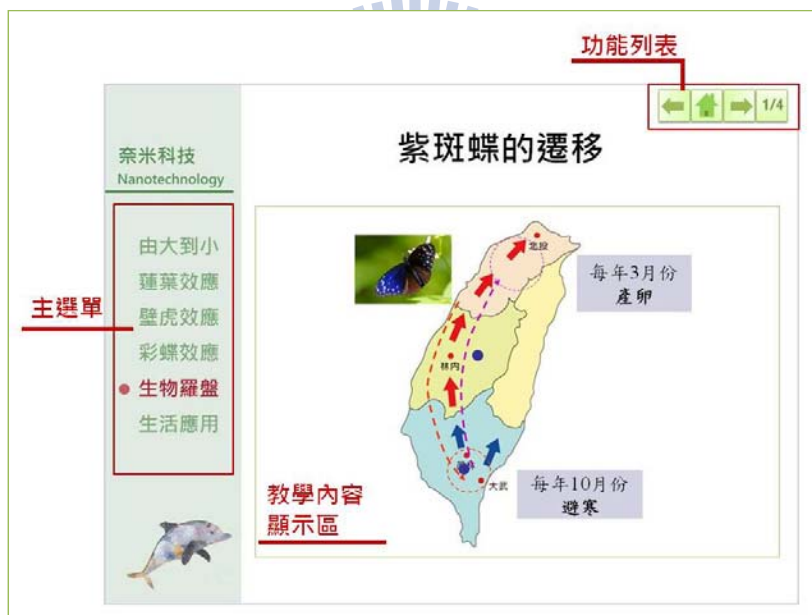 功能列表
1/4
奈米科技
Nanotechnology
紫斑蝶的遷移
主選單
由大到小
蓮葉效應
壁虎效應
彩蝶效應
生物羅盤
生活應用
北投
每年3月份
產卵
林內
大武
每年10月份
避寒
教學內容
顯示區